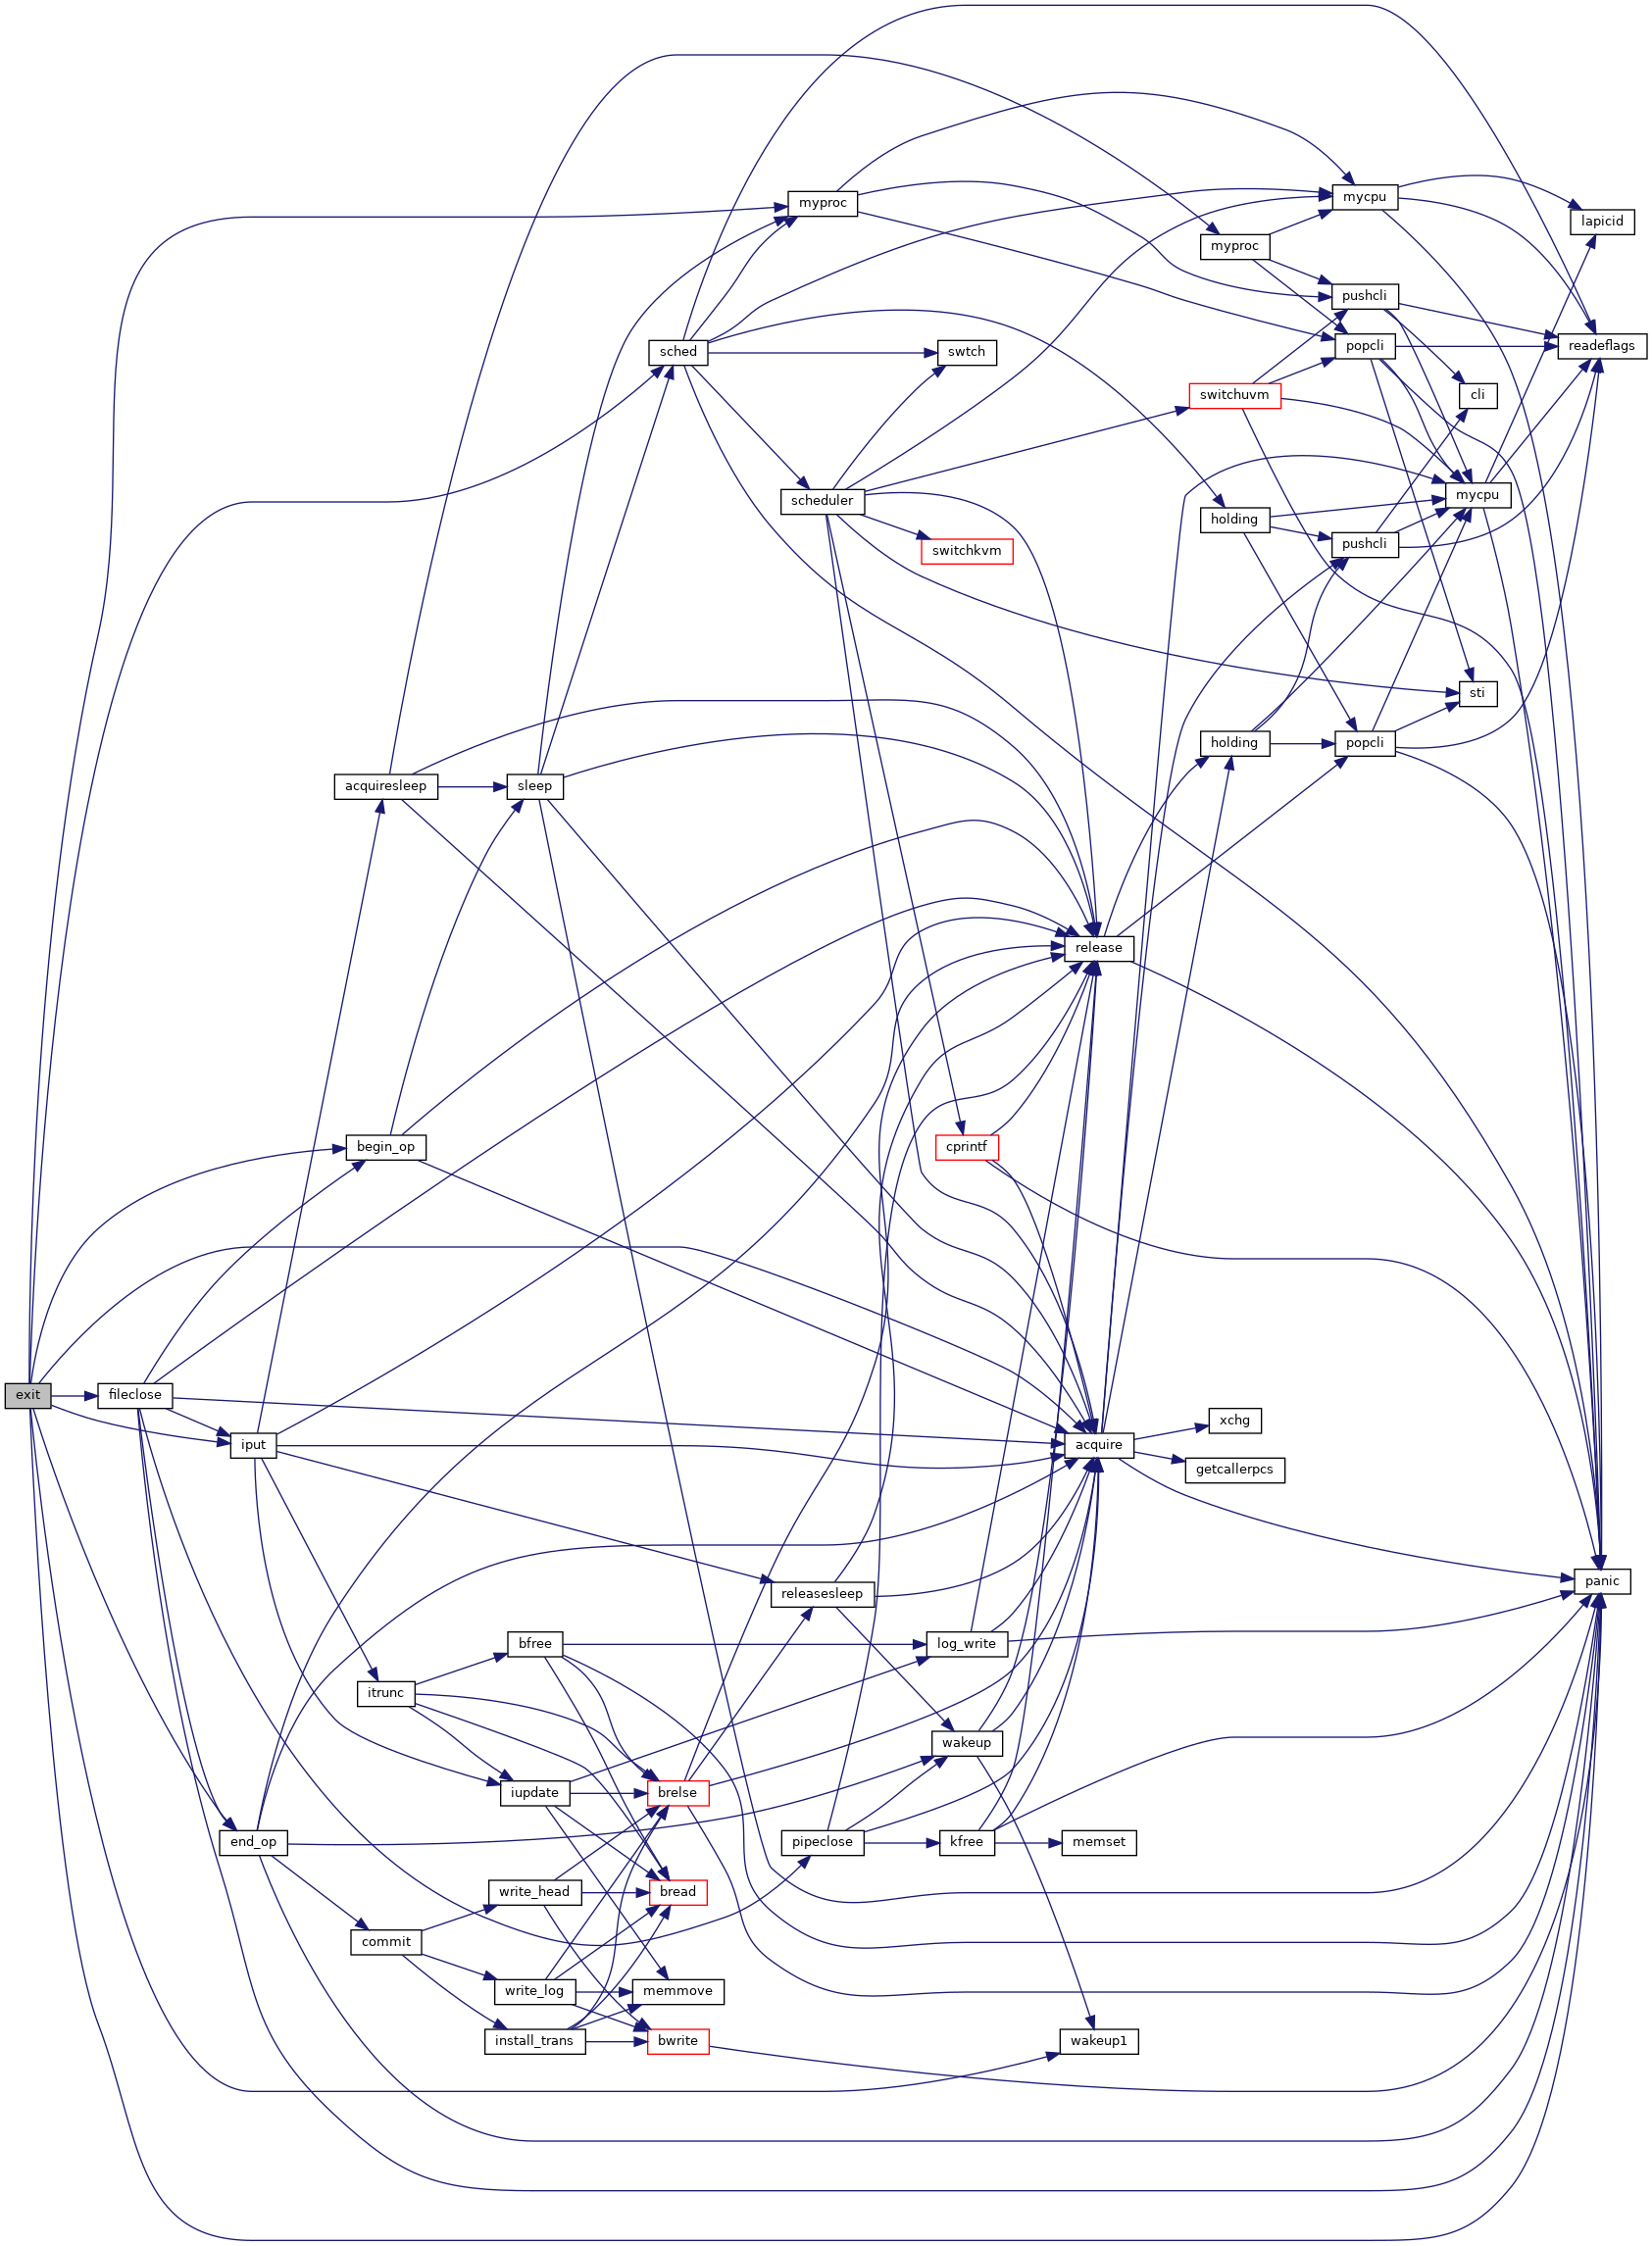 mycpu
myproc
lapicid
myproc
pushcli
sched
swtch
popcli
readeflags
switchuvm
cli
scheduler
mycpu
holding
switchkvm
pushcli
sti
holding
popcli
acquiresleep
sleep
release
begin_op
cprintf
exit
fileclose
xchg
iput
acquire
getcallerpcs
panic
releasesleep
bfree
log_write
itrunc
wakeup
iupdate
brelse
end_op
pipeclose
kfree
memset
write_head
bread
commit
write_log
memmove
install_trans
bwrite
wakeup1